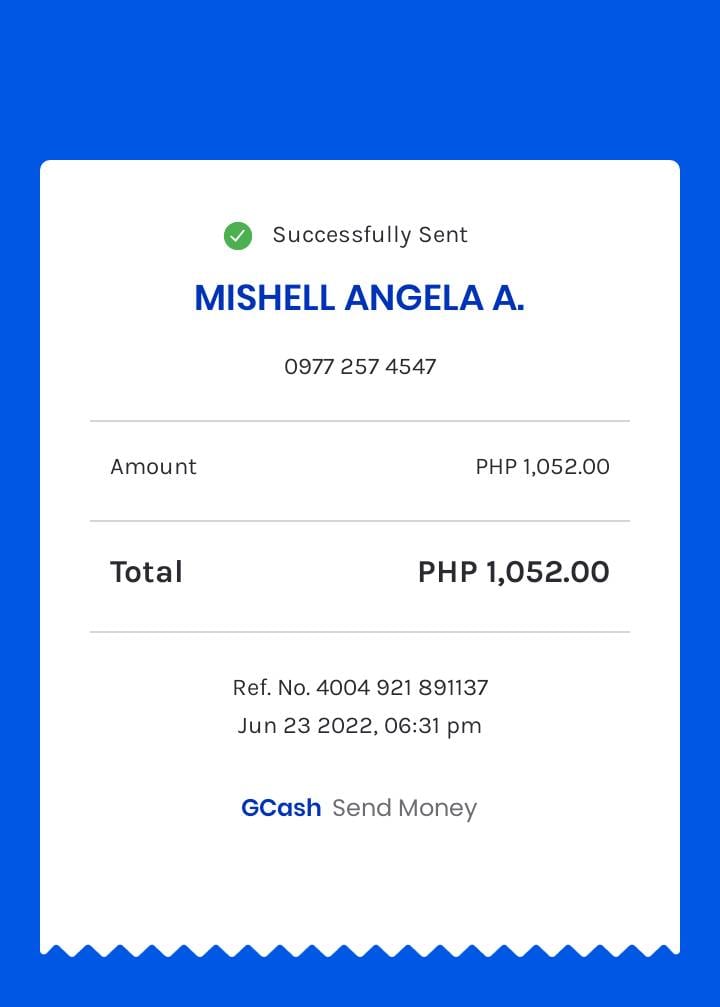 Successfully Sent
MISHELL ANGELA A.
0977 257 4547
Amount PHP 1,052.00
Total PHP 1,052.00
Ref. No. 4004 921 891137
Jun 23 2022, 06:31 pm
GCash Send Money